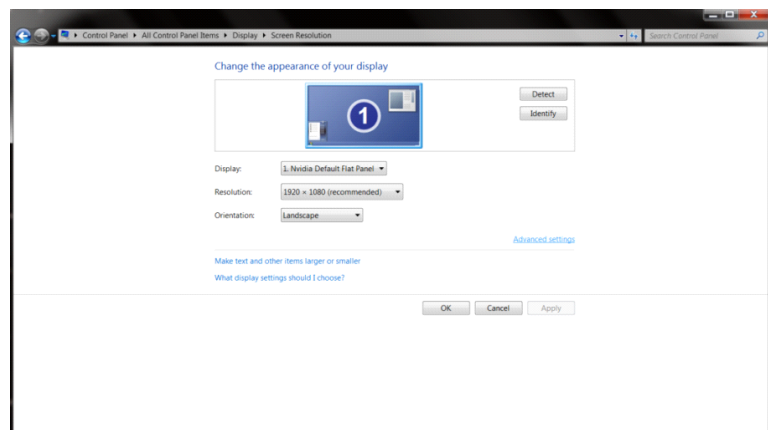 Control Panel ▸ All Control Panel Items ▸ Display ▸ Screen Resolution
Search Control Panel
Change the appearance of your display
1
Detect
Identify
Display: 1. Nvidia Default Flat Panel
Resolution: 1920 × 1080 (recommended)
Orientation: Landscape
Advanced settings
Make text and other items larger or smaller
What display settings should I choose?
OK Cancel Apply